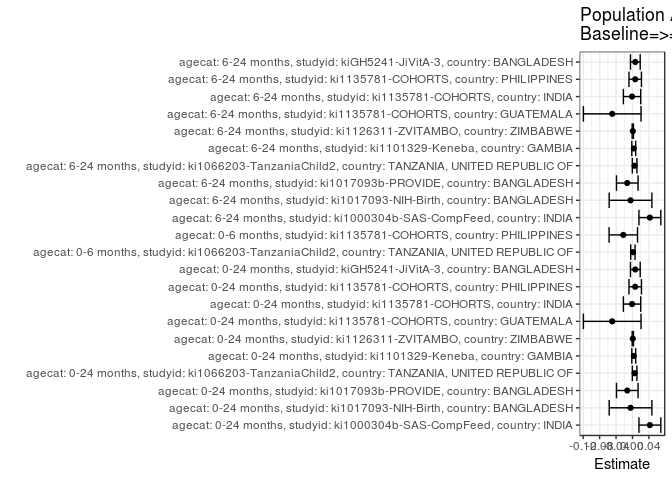 Population
Baseline=>
agecat: 6-24 months, studyid: kiGH5241-JiVitA-3, country: BANGLADESH
agecat: 6-24 months, studyid: ki1135781-COHORTS, country: PHILIPPINES
agecat: 6-24 months, studyid: ki1135781-COHORTS, country: INDIA
agecat: 6-24 months, studyid: ki1135781-COHORTS, country: GUATEMALA
agecat: 6-24 months, studyid: ki1126311-ZVITAMBO, country: ZIMBABWE
agecat: 6-24 months, studyid: ki1101329-Keneba, country: GAMBIA
agecat: 6-24 months, studyid: ki1066203-TanzaniaChild2, country: TANZANIA, UNITED REPUBLIC OF
agecat: 6-24 months, studyid: ki1017093b-PROVIDE, country: BANGLADESH
agecat: 6-24 months, studyid: ki1017093-NIH-Birth, country: BANGLADESH
agecat: 6-24 months, studyid: ki1000304b-SAS-CompFeed, country: INDIA
agecat: 0-6 months, studyid: ki1135781-COHORTS, country: PHILIPPINES
agecat: 0-6 months, studyid: ki1066203-TanzaniaChild2, country: TANZANIA, UNITED REPUBLIC OF
agecat: 0-24 months, studyid: kiGH5241-JiVitA-3, country: BANGLADESH
agecat: 0-24 months, studyid: ki1135781-COHORTS, country: PHILIPPINES
agecat: 0-24 months, studyid: ki1135781-COHORTS, country: INDIA
agecat: 0-24 months, studyid: ki1135781-COHORTS, country: GUATEMALA
agecat: 0-24 months, studyid: ki1126311-ZVITAMBO, country: ZIMBABWE
agecat: 0-24 months, studyid: ki1101329-Keneba, country: GAMBIA
agecat: 0-24 months, studyid: ki1066203-TanzaniaChild2, country: TANZANIA, UNITED REPUBLIC OF
agecat: 0-24 months, studyid: ki1017093b-PROVIDE, country: BANGLADESH
agecat: 0-24 months, studyid: ki1017093-NIH-Birth, country: BANGLADESH
agecat: 0-24 months, studyid: ki1000304b-SAS-CompFeed, country: INDIA
-0.12-0.08-0.040.000.04
Estimate